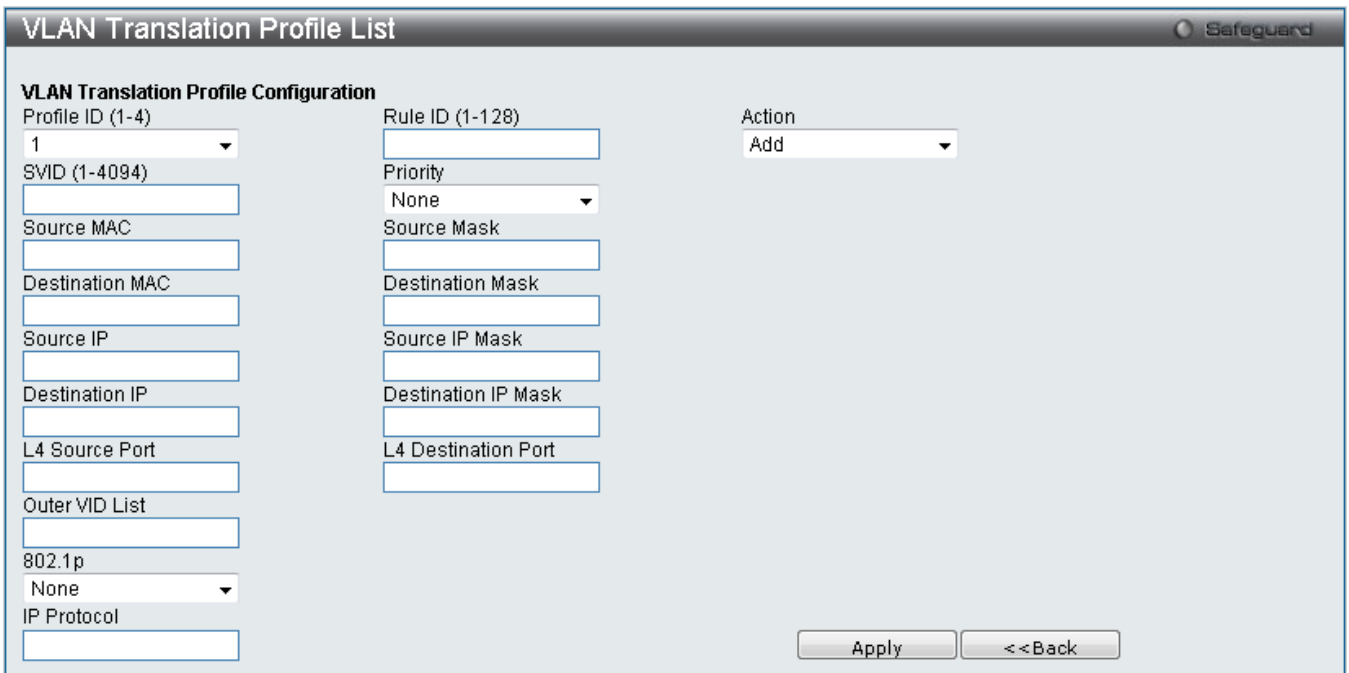 VLAN Translation Profile List
Safeguard
VLAN Translation Profile Configuration
Profile ID (1-4) Rule ID (1-128) Action
1 Add
SVID (1-4094) Priority
None
Source MAC Source Mask
Destination MAC Destination Mask
Source IP Source IP Mask
Destination IP Destination IP Mask
L4 Source Port L4 Destination Port
Outer VID List
802.1p
None
IP Protocol
Apply <<Back